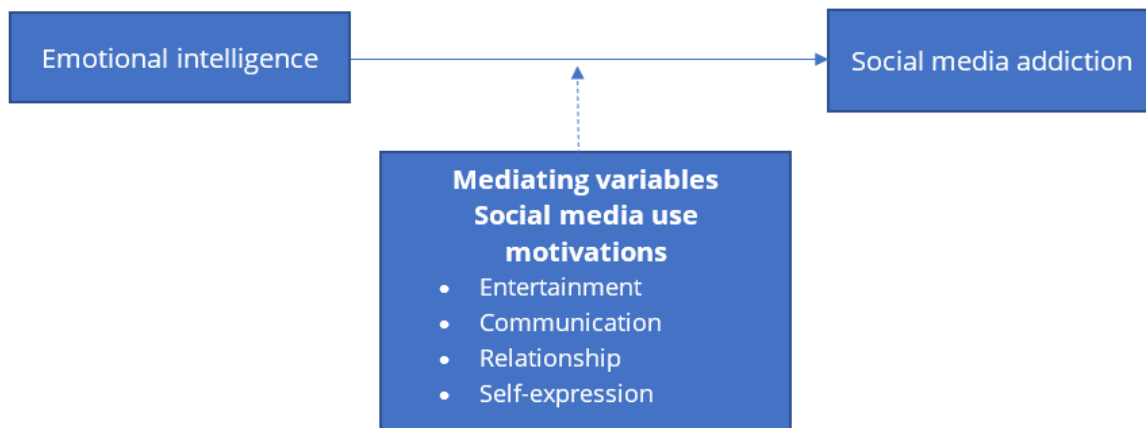 Emotional intelligence
Social media addiction
Mediating variables
Social media use
motivations
• Entertainment
• Communication
• Relationship
• Self-expression